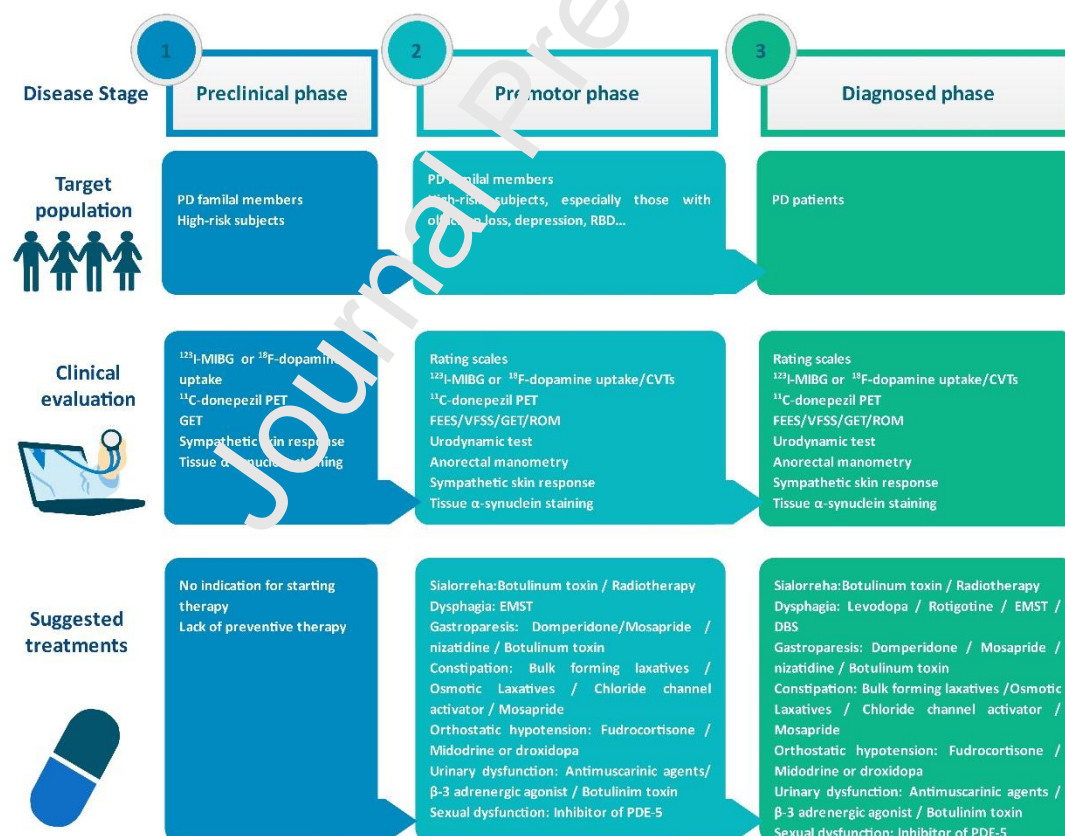 1
2
3
Disease Stage
Preclinical phase
Premotor phase
Diagnosed phase
Journal Pre
Target
population
PD familal members
High-risk subjects
PD familal members
High-risk subjects, especially those with
loss, depression, RBD...
PD patients
Clinical
evaluation
¹²³I-MIBG or ¹⁸F-dopamine
uptake
¹¹C-donepezil PET
GET
Sympathetic skin response
Tissue α-synuclein staining
Rating scales
¹²³I-MIBG or ¹⁸F-dopamine uptake/CVTs
¹¹C-donepezil PET
FEES/VFSS/GET/ROM
Urodynamic test
Anorectal manometry
Sympathetic skin response
Tissue α-synuclein staining
Rating scales
¹²³I-MIBG or ¹⁸F-dopamine uptake/CVTs
¹¹C-donepezil PET
FEES/VFSS/GET/ROM
Urodynamic test
Anorectal manometry
Sympathetic skin response
Tissue α-synuclein staining
Suggested
treatments
No indication for starting
therapy
Lack of preventive therapy
Sialorreha:Botulinum toxin / Radiotherapy
Dysphagia: EMST
Gastroparesis: Domperidone/Mosapride /
nizatidine / Botulinum toxin
Constipation: Bulk forming laxatives /
Osmotic Laxatives / Chloride channel
activator / Mosapride
Orthostatic hypotension: Fudrocortisone /
Midodrine or droxidopa
Urinary dysfunction: Antimuscarinic agents/
β-3 adrenergic agonist / Botulinim toxin
Sexual dysfunction: Inhibitor of PDE-5
Sialorreha:Botulinum toxin / Radiotherapy
Dysphagia: Levodopa / Rotigotine / EMST /
DBS
Gastroparesis: Domperidone / Mosapride /
nizatidine / Botulinum toxin
Constipation: Bulk forming laxatives /Osmotic
Laxatives / Chloride channel activator /
Mosapride
Orthostatic hypotension: Fudrocortisone /
Midodrine or droxidopa
Urinary dysfunction: Antimuscarinic agents /
β-3 adrenergic agonist / Botulinim toxin
Sexual dysfunction: Inhibitor of PDE-5